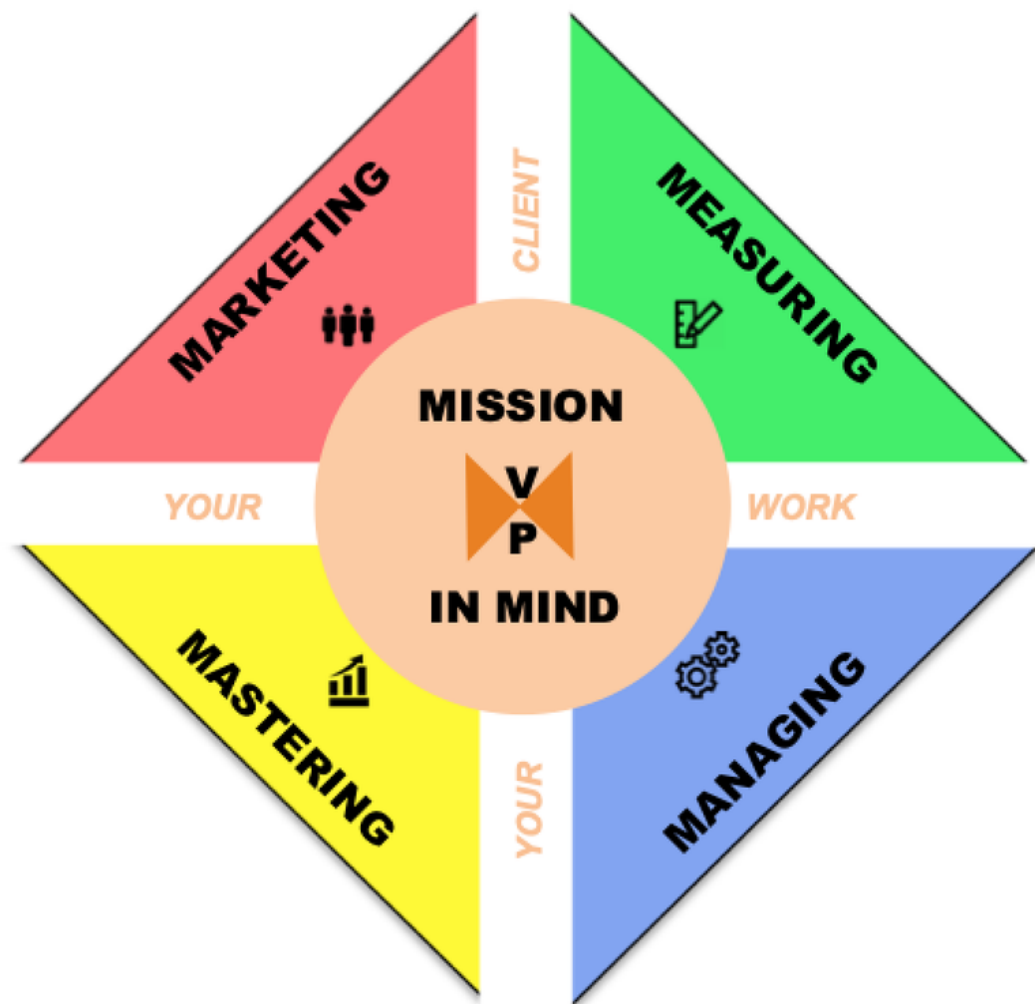 MARKETING
CLIENT
MEASURING
MISSION
V
P
IN MIND
YOUR
WORK
MASTERING
YOUR
MANAGING